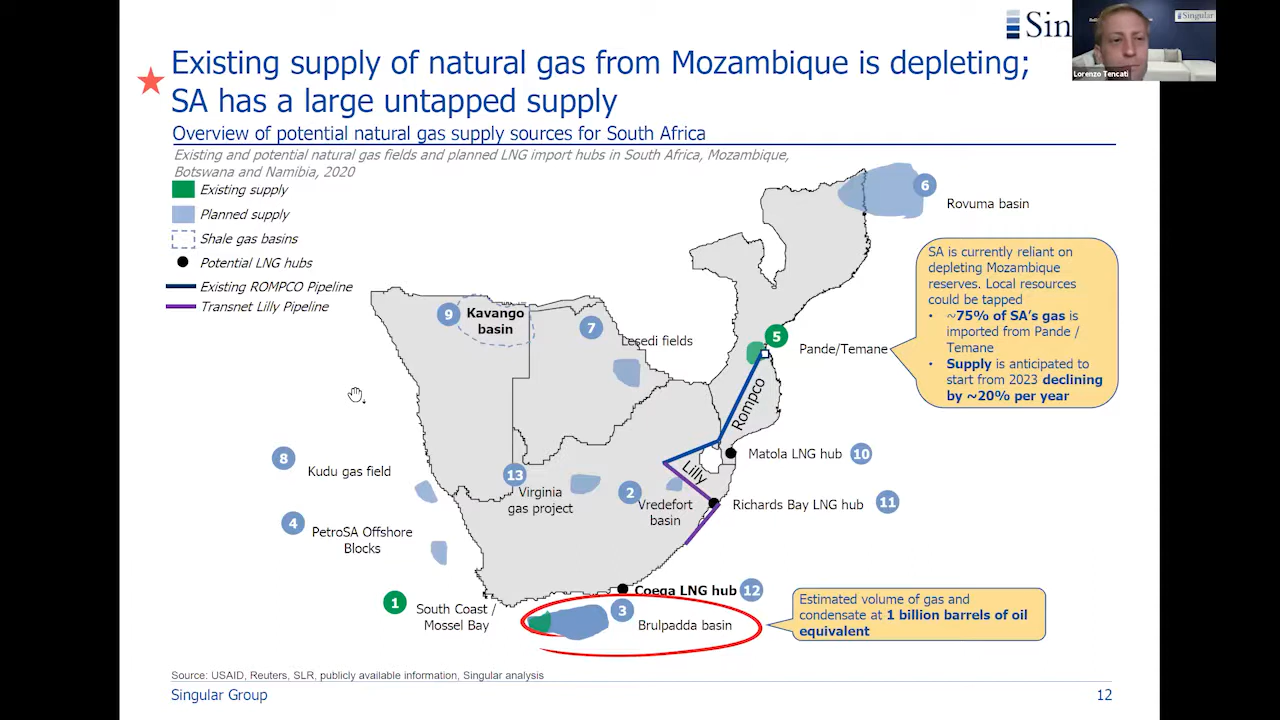 Sin
Singular
Lorenzo Tencati
Existing supply of natural gas from Mozambique is depleting;
SA has a large untapped supply
Overview of potential natural gas supply sources for South Africa
Existing and potential natural gas fields and planned LNG import hubs in South Africa, Mozambique,
Botswana and Namibia, 2020
Existing supply
Planned supply
Shale gas basins
Potential LNG hubs
Existing ROMPCO Pipeline
Transnet Lilly Pipeline
6
Rovuma basin
SA is currently reliant on
depleting Mozambique
reserves. Local resources
could be tapped
• ~75% of SA's gas is
imported from Pande /
Temane
• Supply is anticipated to
start from 2023 declining
by ~20% per year
9
Kavango
basin
7
Lesedi fields
5
Pande/Temane
Rompco
8
Kudu gas field
13
Virginia
gas project
2
Vredefort
basin
Lilly
Matola LNG hub 10
Richards Bay LNG hub 11
4
PetroSA Offshore
Blocks
1
South Coast /
Mossel Bay
Coega LNG hub 12
3
Brulpadda basin
Estimated volume of gas and
condensate at 1 billion barrels of oil
equivalent
Source: USAID, Reuters, SLR, publicly available information, Singular analysis
Singular Group
12